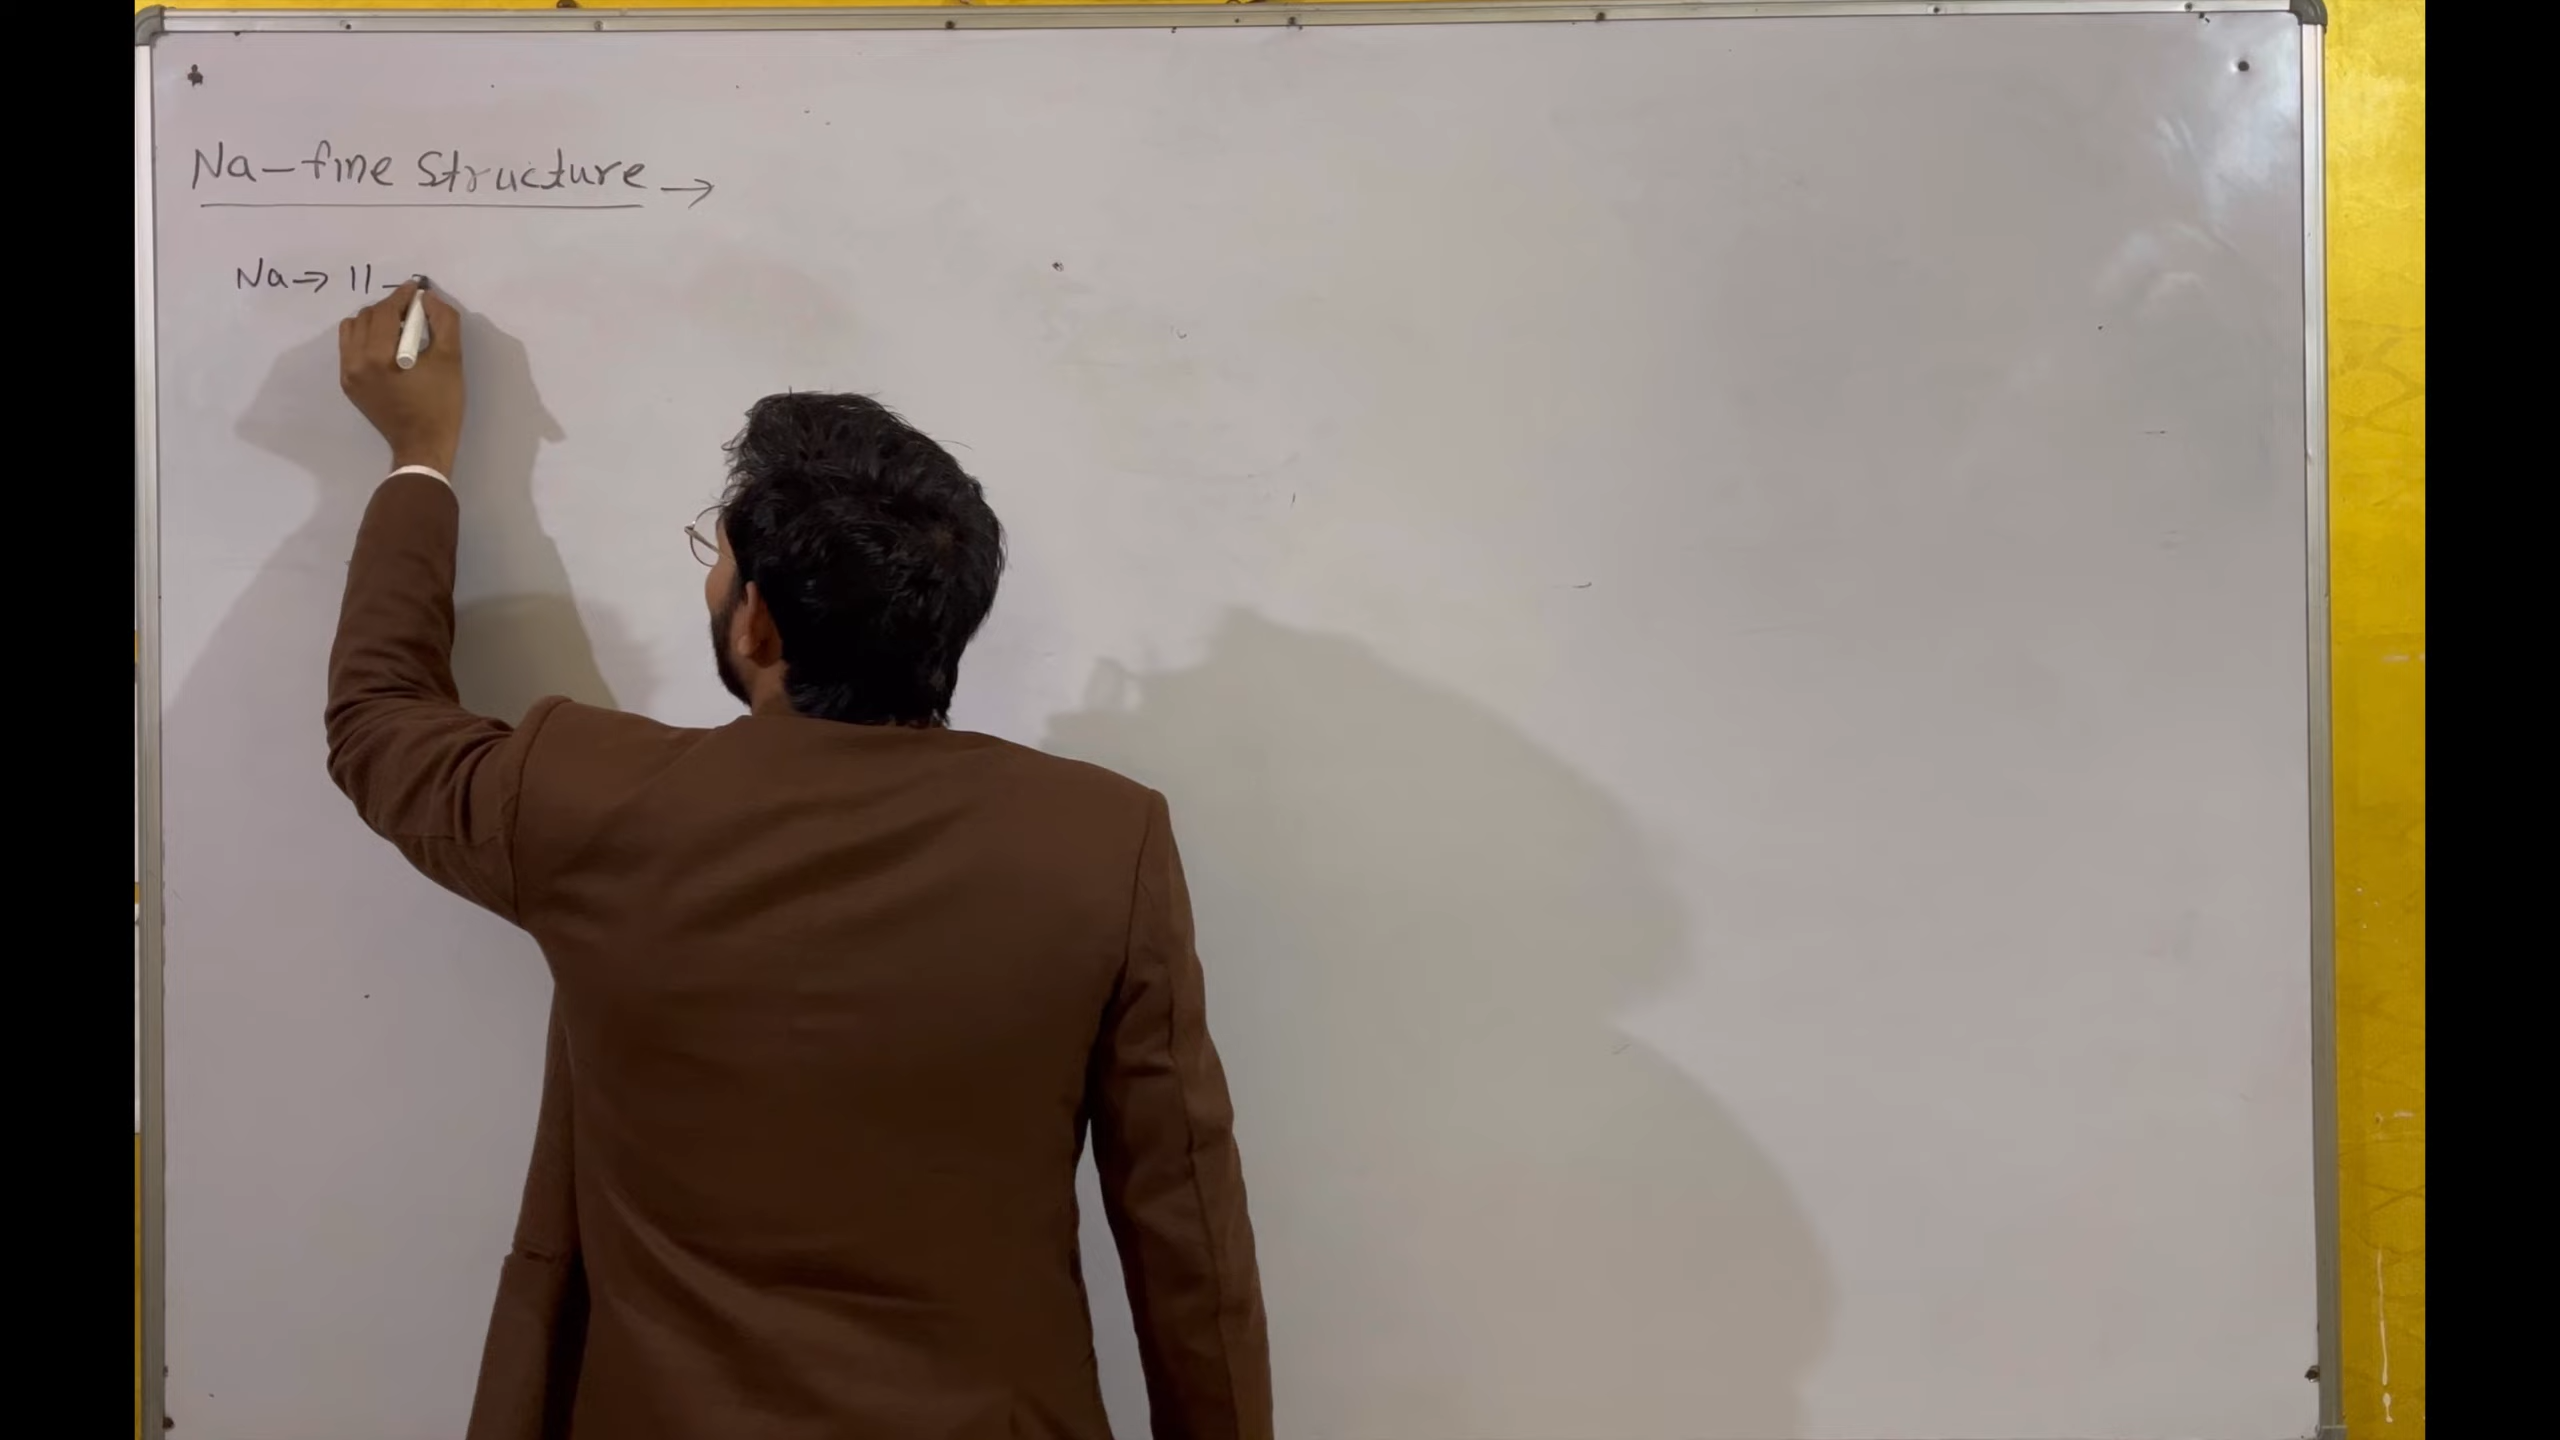 Na-fine Structure →
Na → 11 →